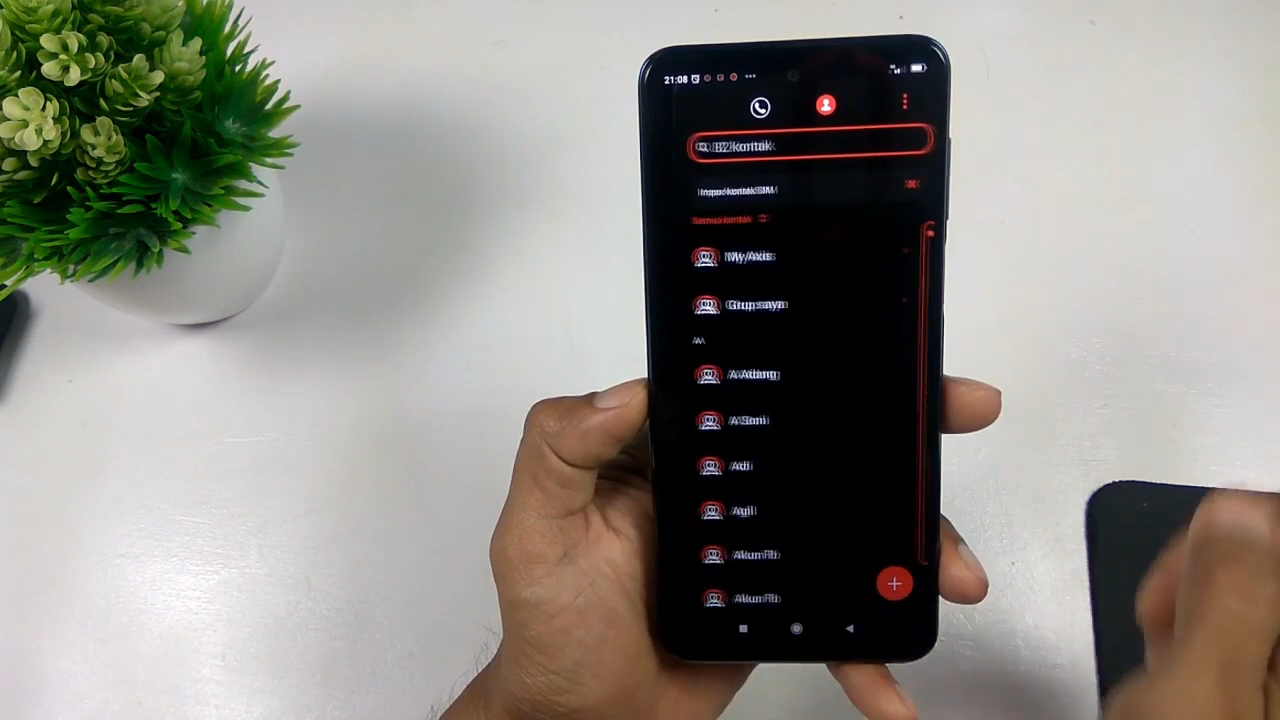 21:08
82 kontak
Impor kontak SIM
Semua kontak
My Axis
Grup saya
A
A Adang
A Soni
Adi
Agil
Akun Fb
Akun Fb